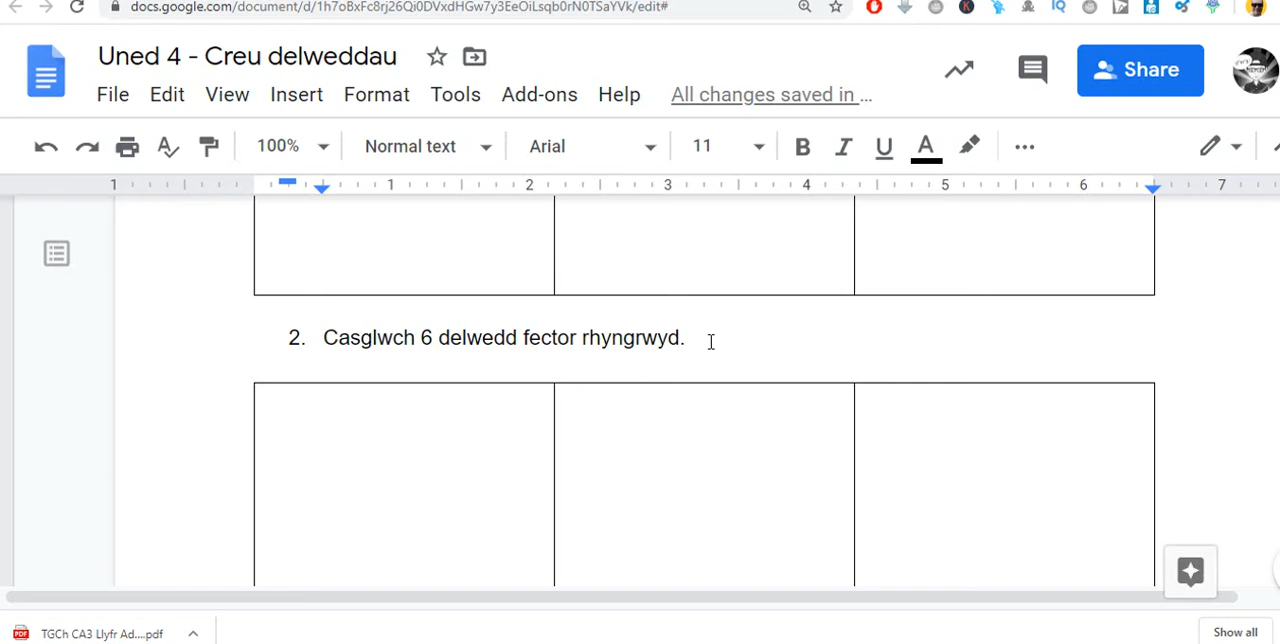 docs.google.com/document/d/1h7oBxFc8rj26Qi0DVxdHGw7y3EeOiLsqb0rN0TSaYVk/edit#
Uned 4 - Creu delweddau
Share
File Edit View Insert Format Tools Add-ons Help All changes saved in …
100% Normal text Arial 11 B I U A
1 1 2 3 4 5 6 7
2. Casglwch 6 delwedd fector rhyngrwyd.
TGCh CA3 Llyfr Ad....pdf
Show all